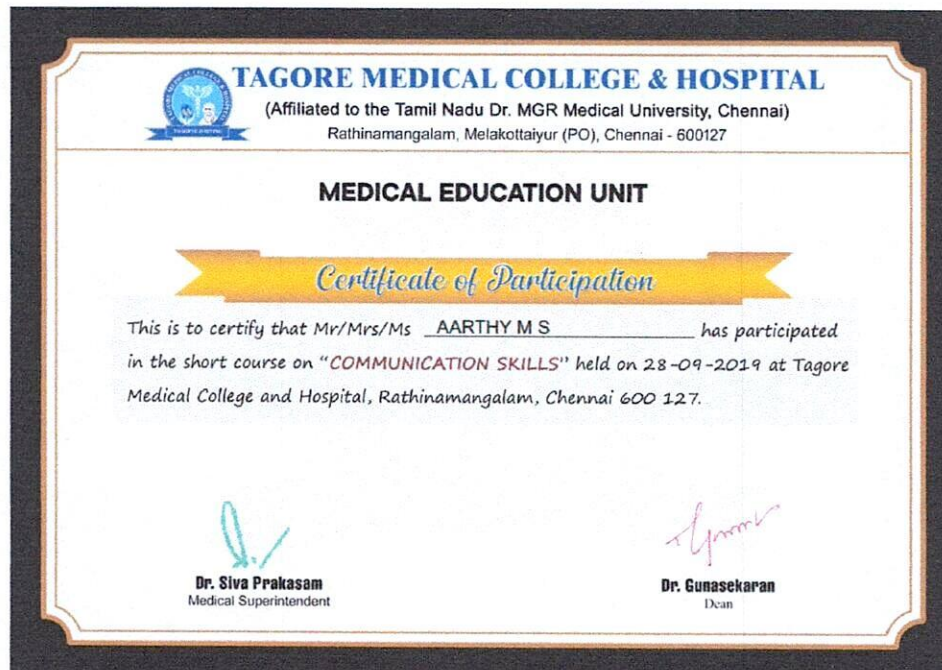 TAGORE MEDICAL COLLEGE & HOSPITAL
(Affiliated to the Tamil Nadu Dr. MGR Medical University, Chennai)
Rathinamangalam, Melakottaiyur (PO), Chennai - 600127
MEDICAL EDUCATION UNIT
Certificate of Participation
This is to certify that Mr/Mrs/Ms AARTHY M S has participated
in the short course on "COMMUNICATION SKILLS" held on 28-09-2019 at Tagore
Medical College and Hospital, Rathinamangalam, Chennai 600 127.
Dr. Siva Prakasam
Medical Superintendent
Dr. Gunasekaran
Dean